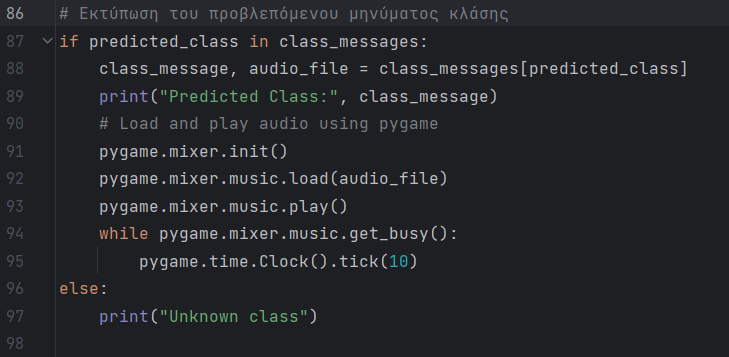 86 # Εκτύπωση του προβλεπόμενου μηνύματος κλάσης
87 if predicted_class in class_messages:
88     class_message, audio_file = class_messages[predicted_class]
89     print("Predicted Class:", class_message)
90     # Load and play audio using pygame
91     pygame.mixer.init()
92     pygame.mixer.music.load(audio_file)
93     pygame.mixer.music.play()
94     while pygame.mixer.music.get_busy():
95         pygame.time.Clock().tick(10)
96 else:
97     print("Unknown class")
98